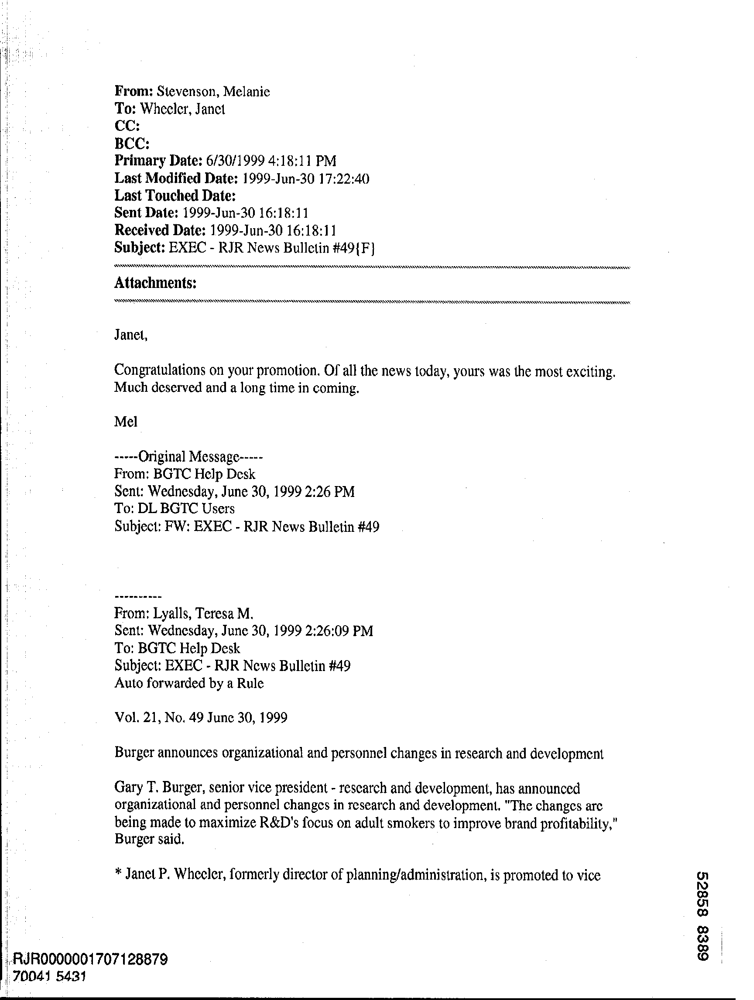 From: Stevenson, Melanie
To: Wheeler, Janet
CC:
BCC:
Primary Date: 6/30/1999 4:18:11 PM
Last Modified Date: 1999-Jun-30 17:22:40
Last Touched Date:
Sent Date: 1999-Jun-30 16:18:11
Received Date: 1999-Jun-30 16:18:11
Subject: EXEC - RJR News Bulletin #49{F}
Attachments:
Janet,
Congratulations on your promotion. Of all the news today, yours was the most exciting.
Much deserved and a long time in coming.
Mel
-----Original Message-----
From: BGTC Help Desk
Sent: Wednesday, June 30, 1999 2:26 PM
To: DL BGTC Users
Subject: FW: EXEC - RJR News Bulletin #49
----------
From: Lyalls, Teresa M.
Sent: Wednesday, June 30, 1999 2:26:09 PM
To: BGTC Help Desk
Subject: EXEC - RJR News Bulletin #49
Auto forwarded by a Rule
Vol. 21, No. 49 June 30, 1999
Burger announces organizational and personnel changes in research and development
Gary T. Burger, senior vice president - research and development, has announced
organizational and personnel changes in research and development. "The changes are
being made to maximize R&D's focus on adult smokers to improve brand profitability,"
Burger said.
* Janet P. Wheeler, formerly director of planning/administration, is promoted to vice
52858 8389
RJR0000001707128879
70041 5431